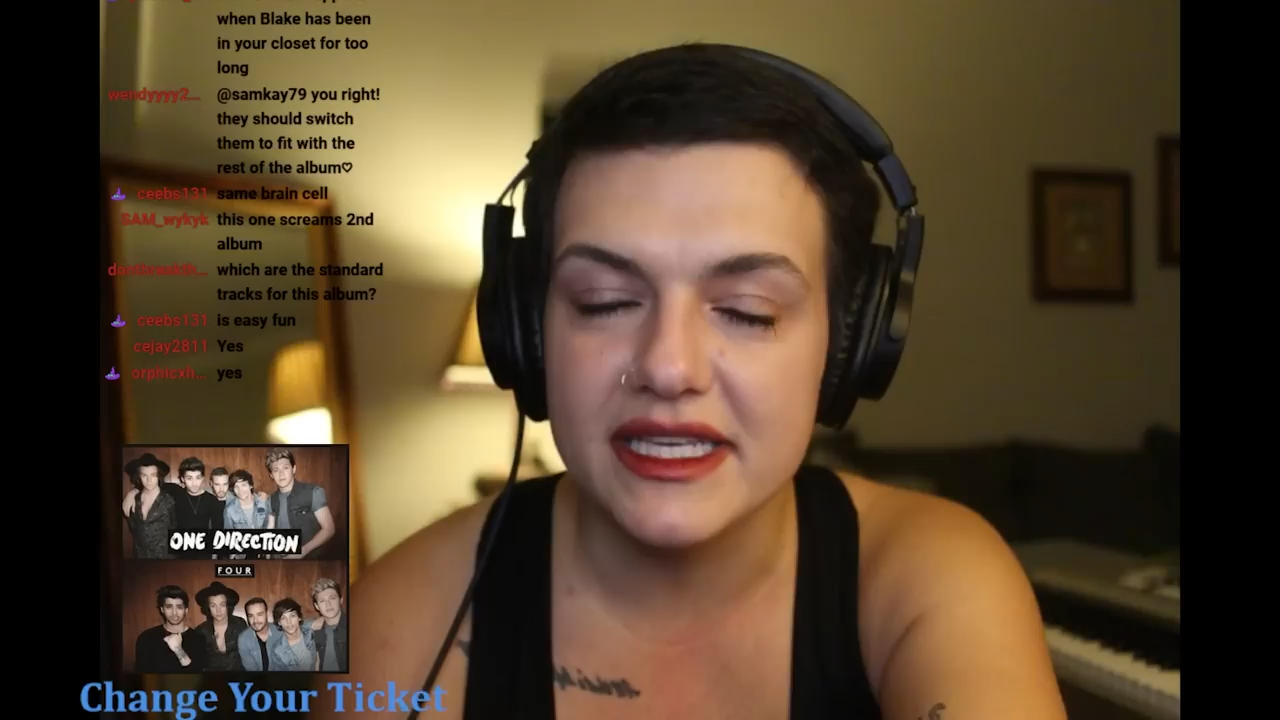 when Blake has been
in your closet for too
long
wendyyyy2... @samkay79 you right!
they should switch
them to fit with the
rest of the album♡
ceebs131 same brain cell
SAM_wykyk this one screams 2nd
album
which are the standard
tracks for this album?
ceebs131 is easy fun
cejay2811 Yes
orphicxh... yes
ONE DIRECTION
FOUR
Change Your Ticket